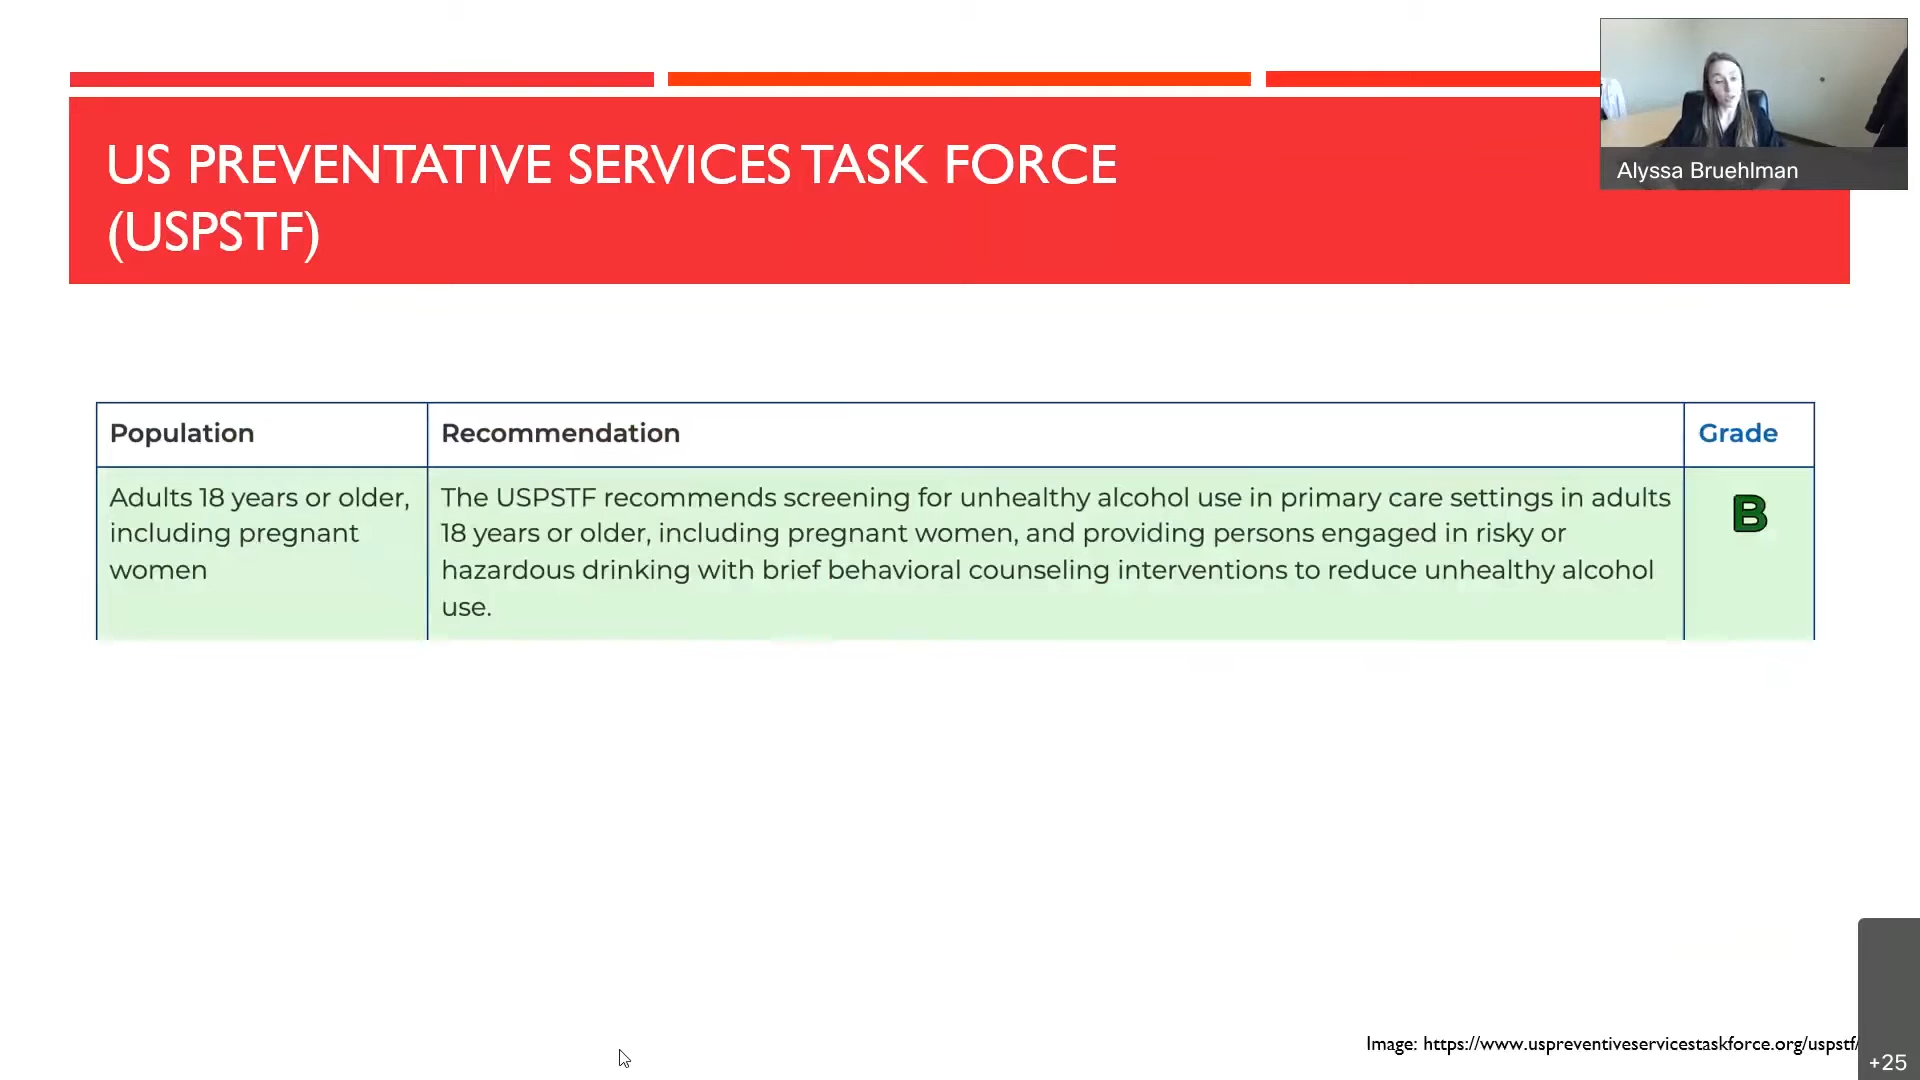 US PREVENTATIVE SERVICES TASK FORCE
(USPSTF)
Alyssa Bruehlman
Population
Recommendation
Grade
Adults 18 years or older,
including pregnant
women
The USPSTF recommends screening for unhealthy alcohol use in primary care settings in adults
18 years or older, including pregnant women, and providing persons engaged in risky or
hazardous drinking with brief behavioral counseling interventions to reduce unhealthy alcohol
use.
B
Image: https://www.uspreventiveservicestaskforce.org/uspstf/
+25